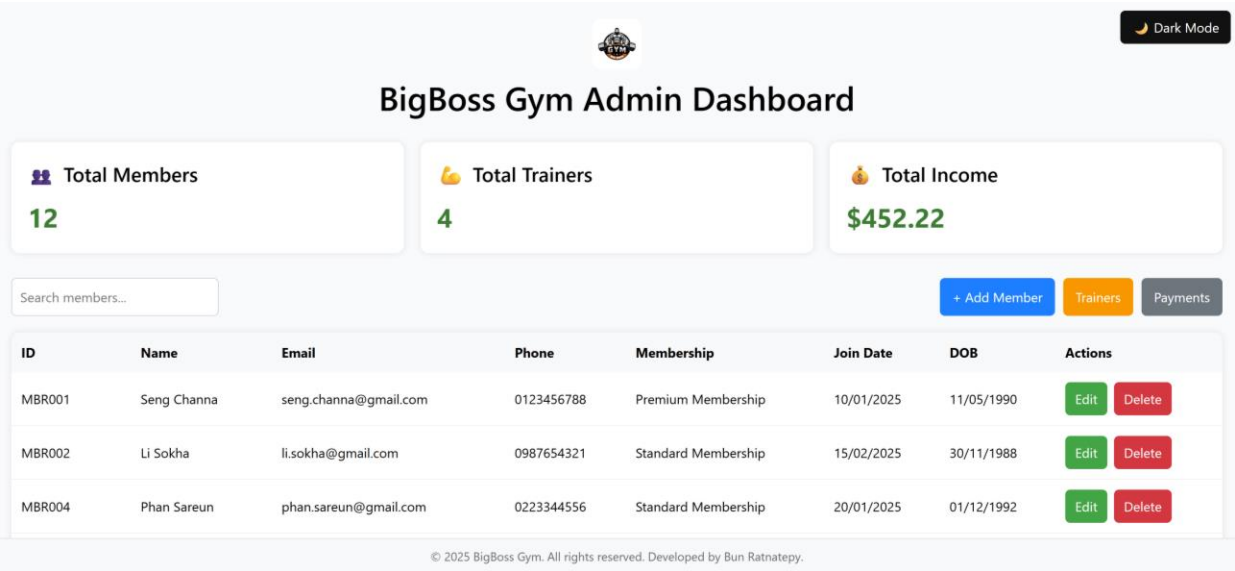 GYM
🌙 Dark Mode
BigBoss Gym Admin Dashboard
👥 Total Members
12
💪 Total Trainers
4
💰 Total Income
$452.22
Search members...
+ Add Member
Trainers
Payments
ID Name Email Phone Membership Join Date DOB Actions
MBR001 Seng Channa seng.channa@gmail.com 0123456788 Premium Membership 10/01/2025 11/05/1990 Edit Delete
MBR002 Li Sokha li.sokha@gmail.com 0987654321 Standard Membership 15/02/2025 30/11/1988 Edit Delete
MBR004 Phan Sareun phan.sareun@gmail.com 0223344556 Standard Membership 20/01/2025 01/12/1992 Edit Delete
© 2025 BigBoss Gym. All rights reserved. Developed by Bun Ratnatepy.